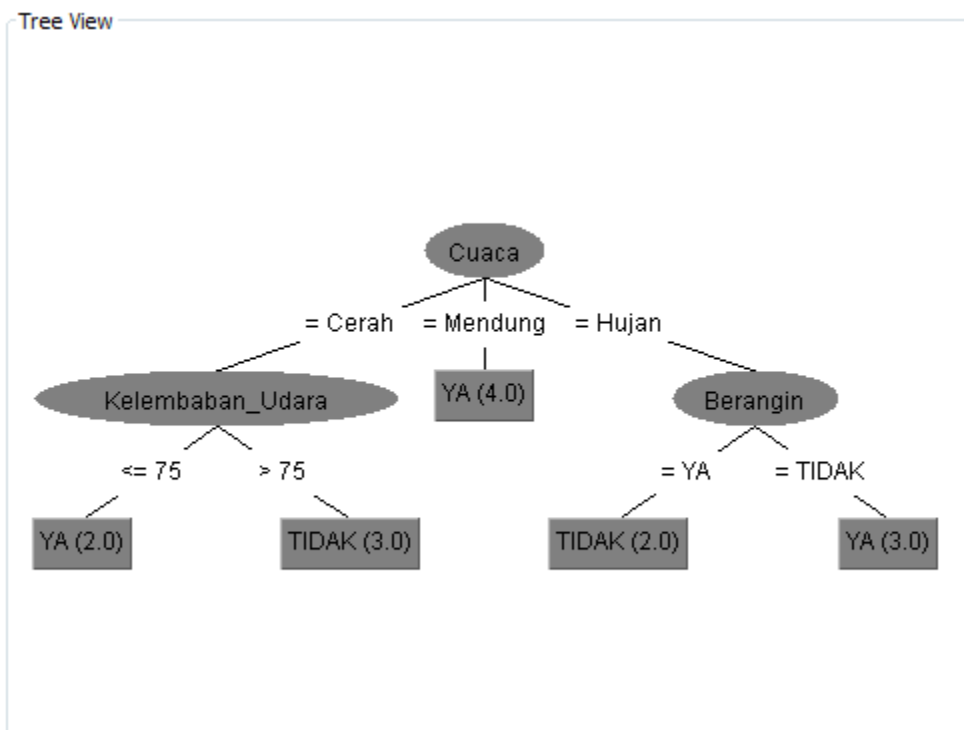 Tree View
Cuaca
= Cerah = Mendung = Hujan
Kelembaban_Udara YA (4.0) Berangin
<= 75 > 75 = YA = TIDAK
YA (2.0) TIDAK (3.0) TIDAK (2.0) YA (3.0)